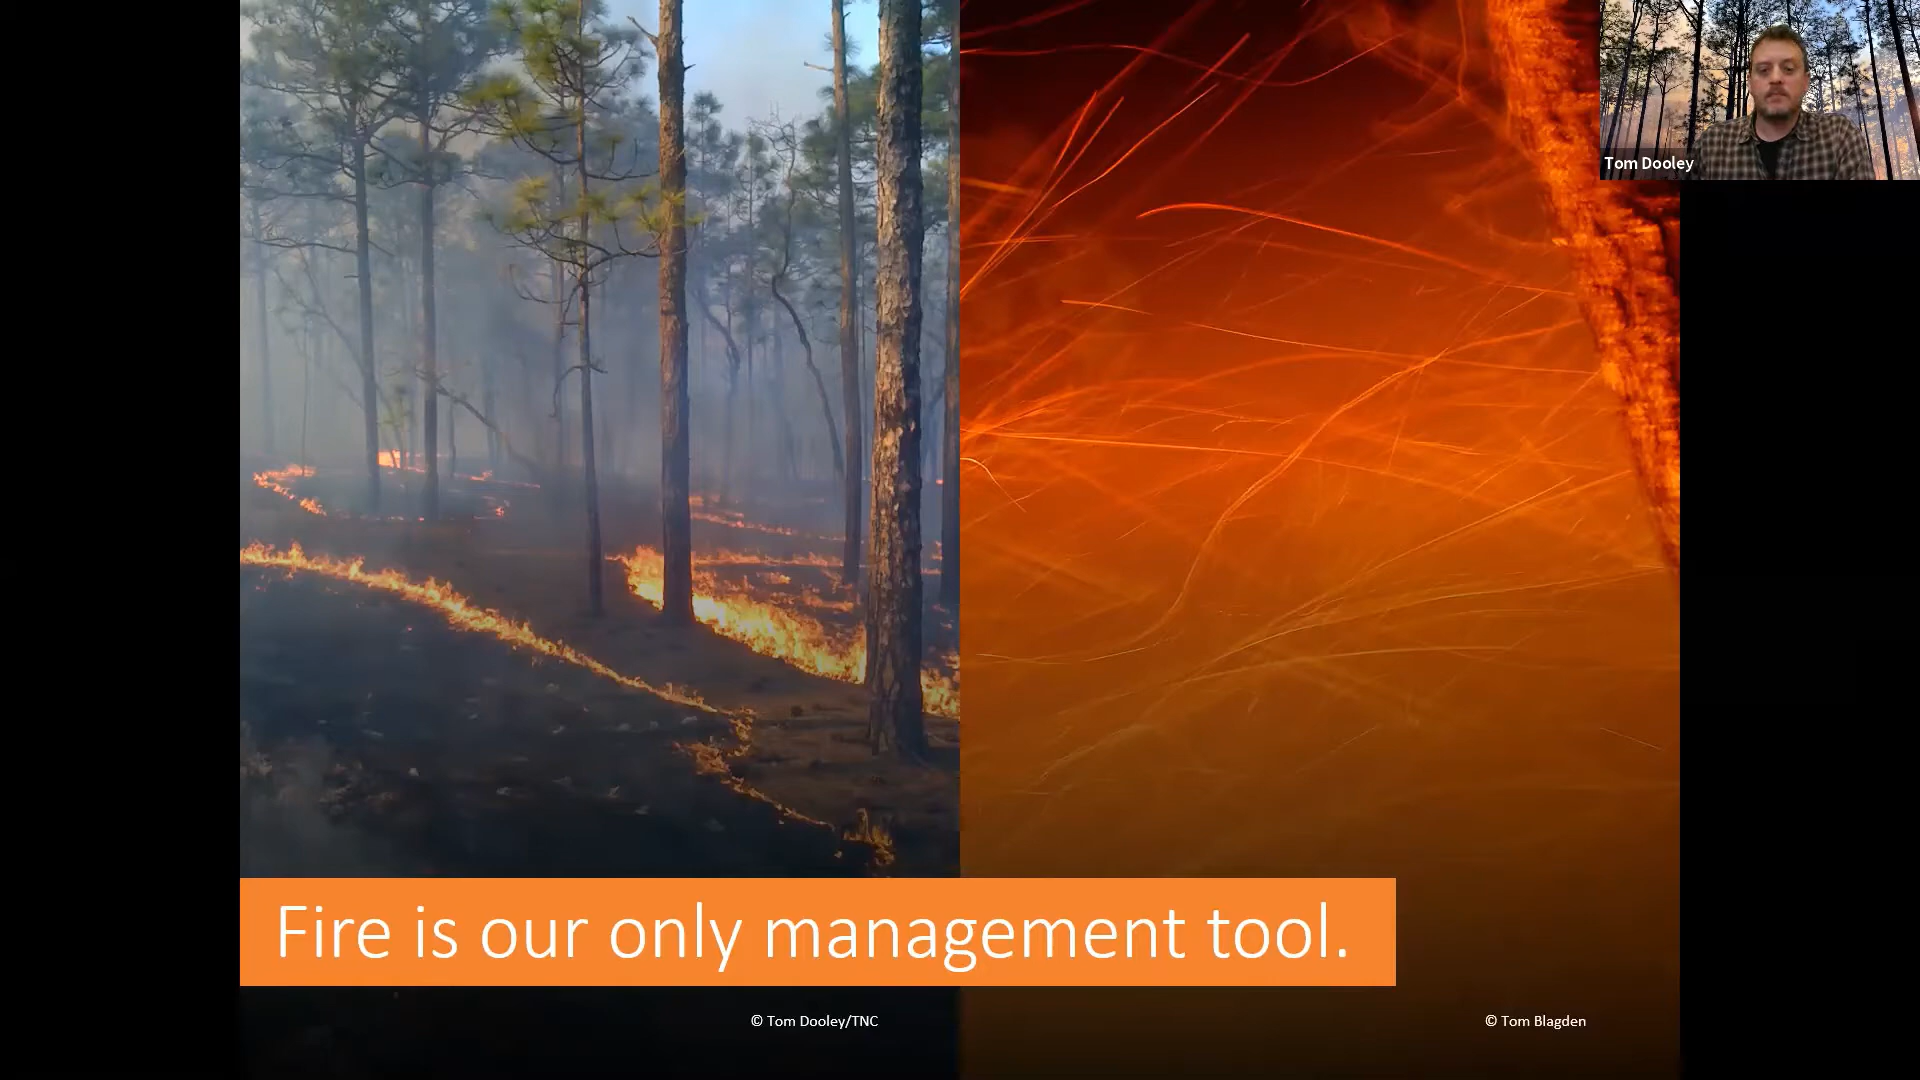 Tom Dooley
Fire is our only management tool.
© Tom Dooley/TNC
© Tom Blagden